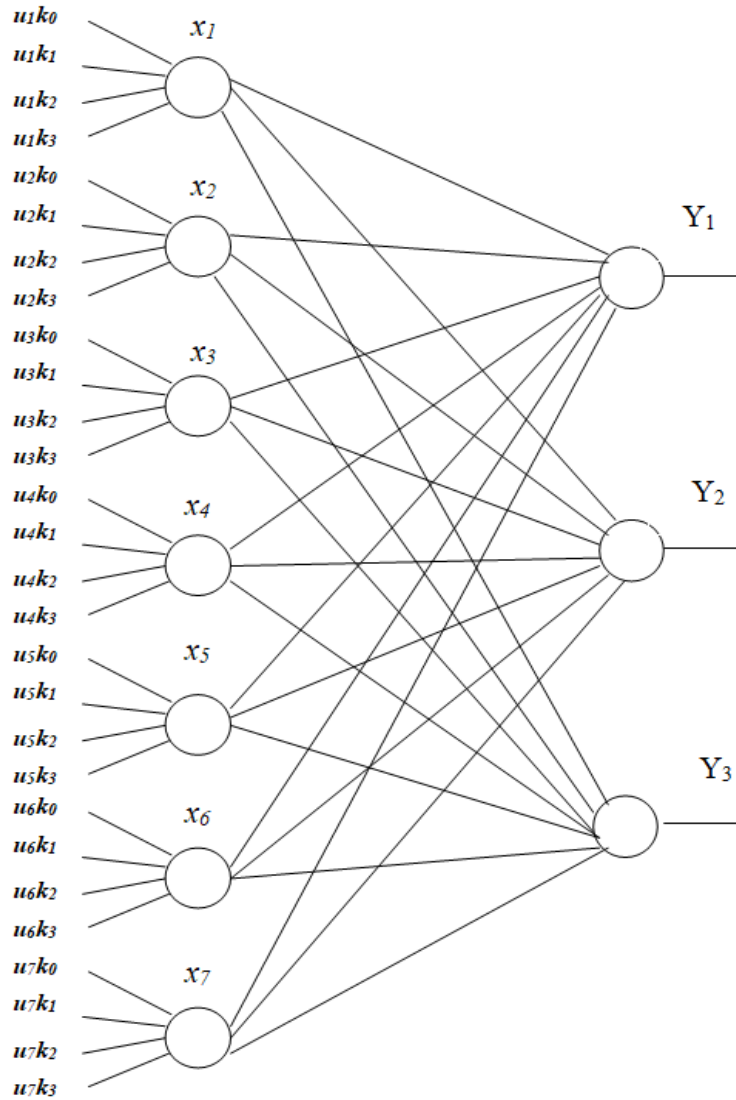 u₁k₀
x₁
u₁k₁
u₁k₂
u₁k₃
u₂k₀
x₂
u₂k₁
Y₁
u₂k₂
u₂k₃
u₃k₀
x₃
u₃k₁
u₃k₂
u₃k₃
u₄k₀
Y₂
x₄
u₄k₁
u₄k₂
u₄k₃
u₅k₀
x₅
u₅k₁
u₅k₂
Y₃
u₅k₃
u₆k₀
x₆
u₆k₁
u₆k₂
u₆k₃
u₇k₀
x₇
u₇k₁
u₇k₂
u₇k₃